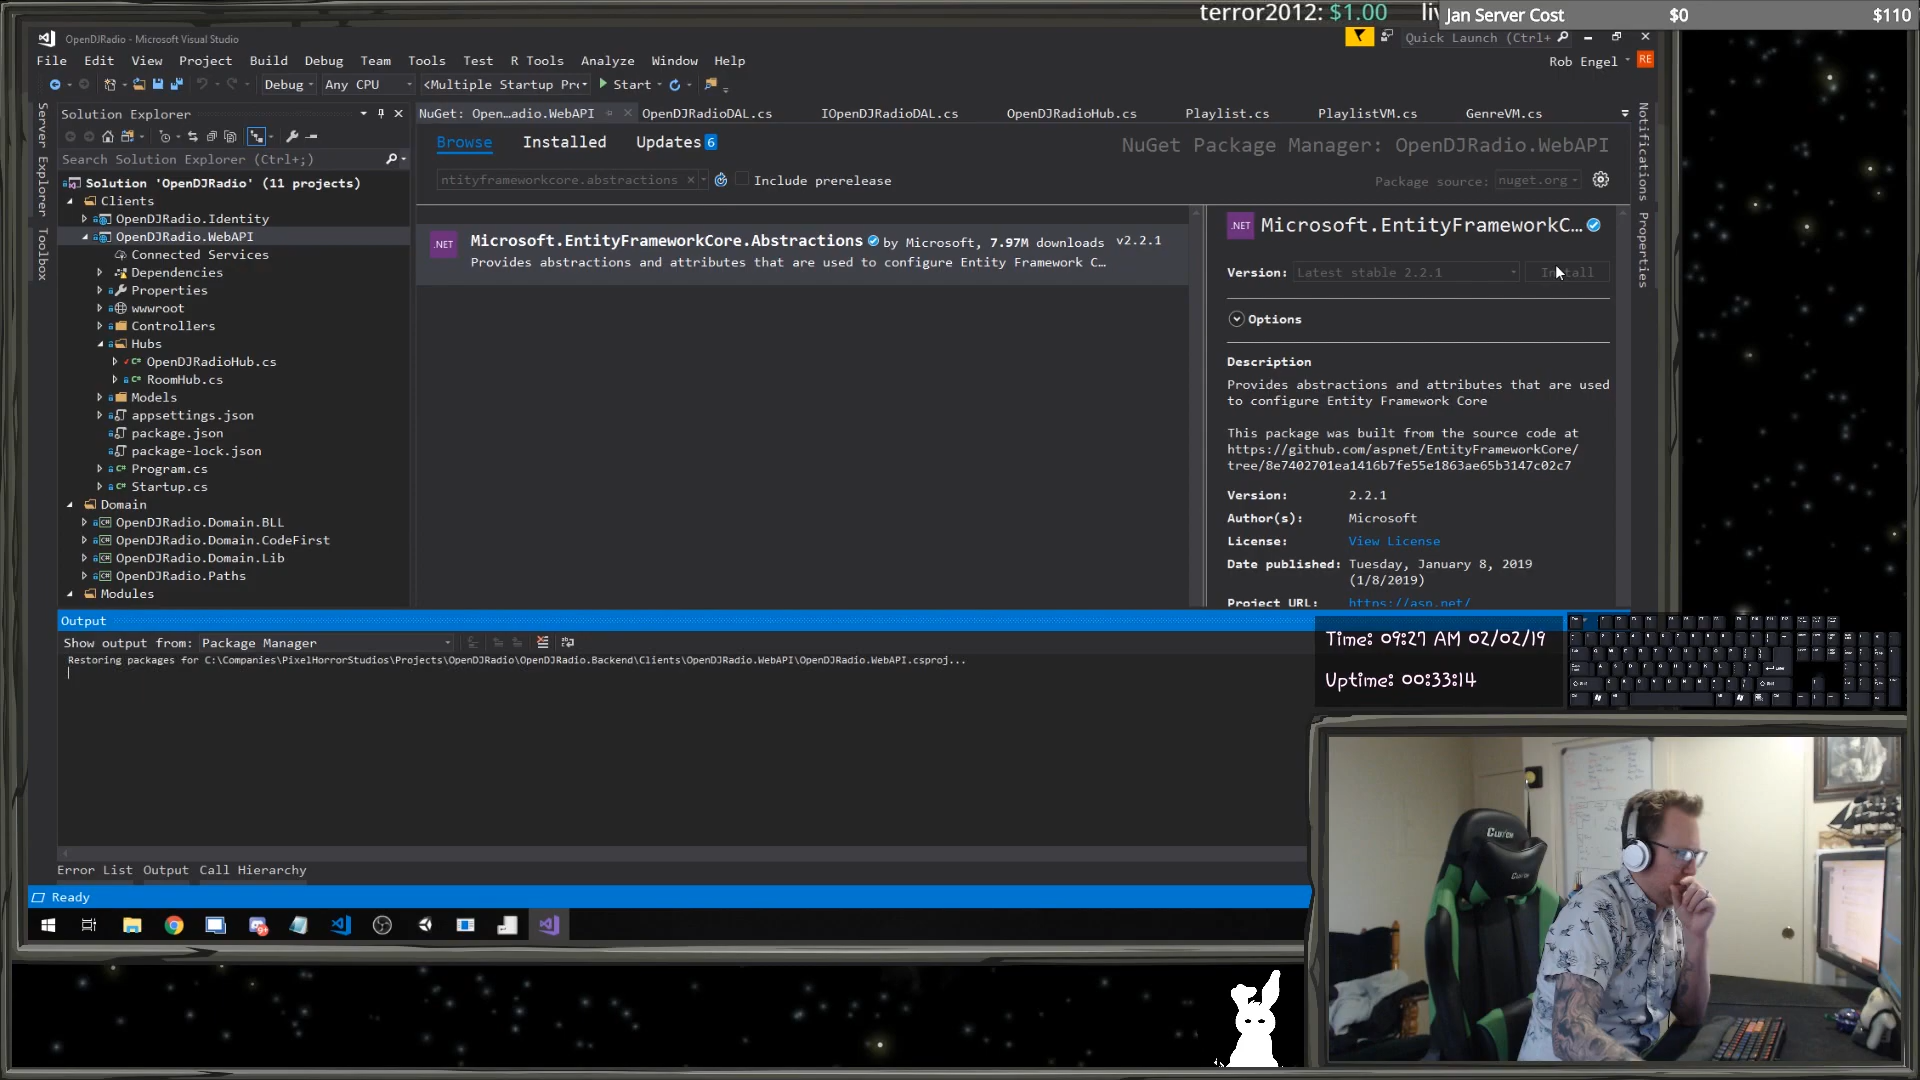 terror2012: $1.00
Jan Server Cost $0 $110
OpenDJRadio - Microsoft Visual Studio
Quick Launch (Ctrl+
File Edit View Project Build Debug Team Tools Test R Tools Analyze Window Help
Rob Engel RE
Debug Any CPU <Multiple Startup Pr Start
Server Explorer
Toolbox
Solution Explorer
Search Solution Explorer (Ctrl+;)
Solution 'OpenDJRadio' (11 projects)
Clients
OpenDJRadio.Identity
OpenDJRadio.WebAPI
Connected Services
Dependencies
Properties
wwwroot
Controllers
Hubs
OpenDJRadioHub.cs
RoomHub.cs
Models
appsettings.json
package.json
package-lock.json
Program.cs
Startup.cs
Domain
OpenDJRadio.Domain.BLL
OpenDJRadio.Domain.CodeFirst
OpenDJRadio.Domain.Lib
OpenDJRadio.Paths
Modules
NuGet: Open…adio.WebAPI OpenDJRadioDAL.cs IOpenDJRadioDAL.cs OpenDJRadioHub.cs Playlist.cs PlaylistVM.cs GenreVM.cs
Browse Installed Updates 6
NuGet Package Manager: OpenDJRadio.WebAPI
ntityframeworkcore.abstractions Include prerelease
Package source: nuget.org
.NET Microsoft.EntityFrameworkCore.Abstractions by Microsoft, 7.97M downloads v2.2.1
Provides abstractions and attributes that are used to configure Entity Framework C...
.NET Microsoft.EntityFrameworkC...
Version: Latest stable 2.2.1 Install
Options
Description
Provides abstractions and attributes that are used
to configure Entity Framework Core
This package was built from the source code at
https://github.com/aspnet/EntityFrameworkCore/
tree/8e7402701ea1416b7fe55e1863ae65b3147c02c7
Version: 2.2.1
Author(s): Microsoft
License: View License
Date published: Tuesday, January 8, 2019
(1/8/2019)
Project URL: https://asp.net/
Notifications
Properties
Output
Show output from: Package Manager
Restoring packages for C:\Companies\PixelHorrorStudios\Projects\OpenDJRadio\OpenDJRadio.Backend\Clients\OpenDJRadio.WebAPI\OpenDJRadio.WebAPI.csproj...
Error List Output Call Hierarchy
Ready
Time: 09:27 AM 02/02/19
Uptime: 00:33:14
CLUTCH